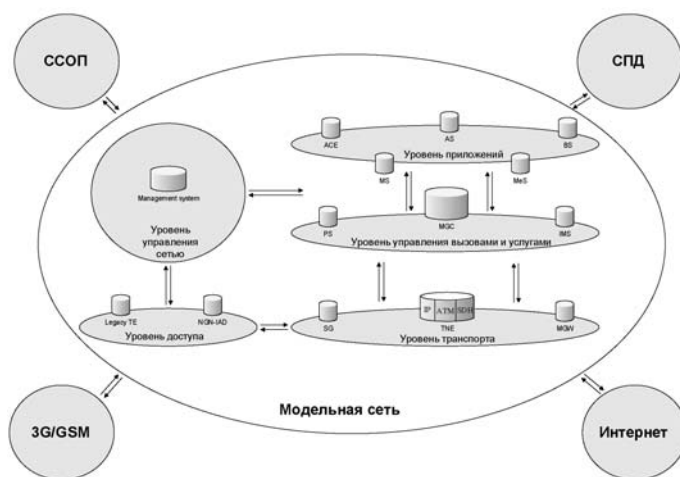 ССОП
СПД
ACE
AS
BS
Уровень приложений
MS
MeS
Management system
Уровень
управления
сетью
PS
MGC
IMS
Уровень управления вызовами и услугами
Legacy TE
NGN-IAD
Уровень доступа
IP
ATM
SDH
SG
TNE
MGW
Уровень транспорта
Модельная сеть
3G/GSM
Интернет